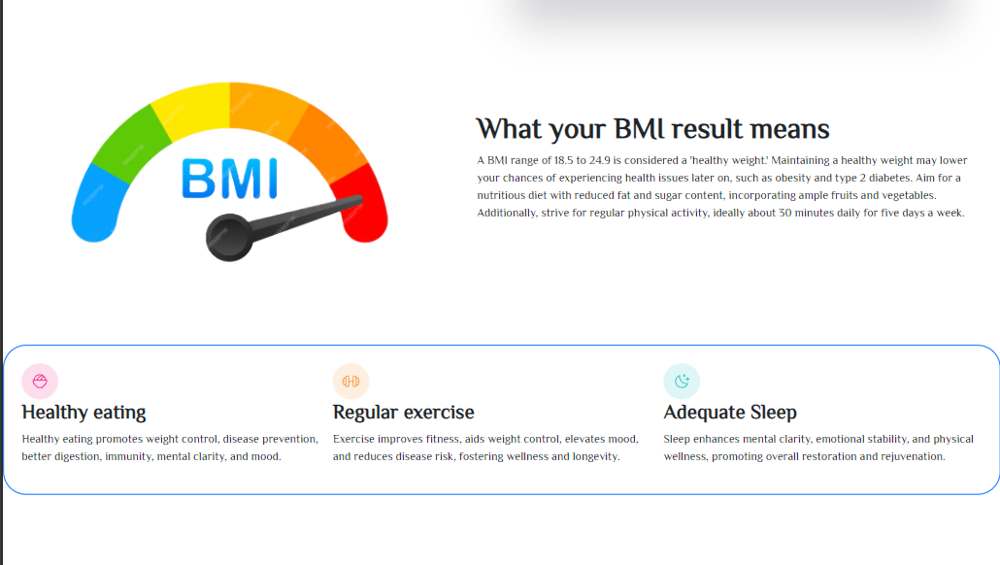 BMI
What your BMI result means
A BMI range of 18.5 to 24.9 is considered a 'healthy weight.' Maintaining a healthy weight may lower
your chances of experiencing health issues later on, such as obesity and type 2 diabetes. Aim for a
nutritious diet with reduced fat and sugar content, incorporating ample fruits and vegetables.
Additionally, strive for regular physical activity, ideally about 30 minutes daily for five days a week.
Healthy eating
Healthy eating promotes weight control, disease prevention,
better digestion, immunity, mental clarity, and mood.
Regular exercise
Exercise improves fitness, aids weight control, elevates mood,
and reduces disease risk, fostering wellness and longevity.
Adequate Sleep
Sleep enhances mental clarity, emotional stability, and physical
wellness, promoting overall restoration and rejuvenation.